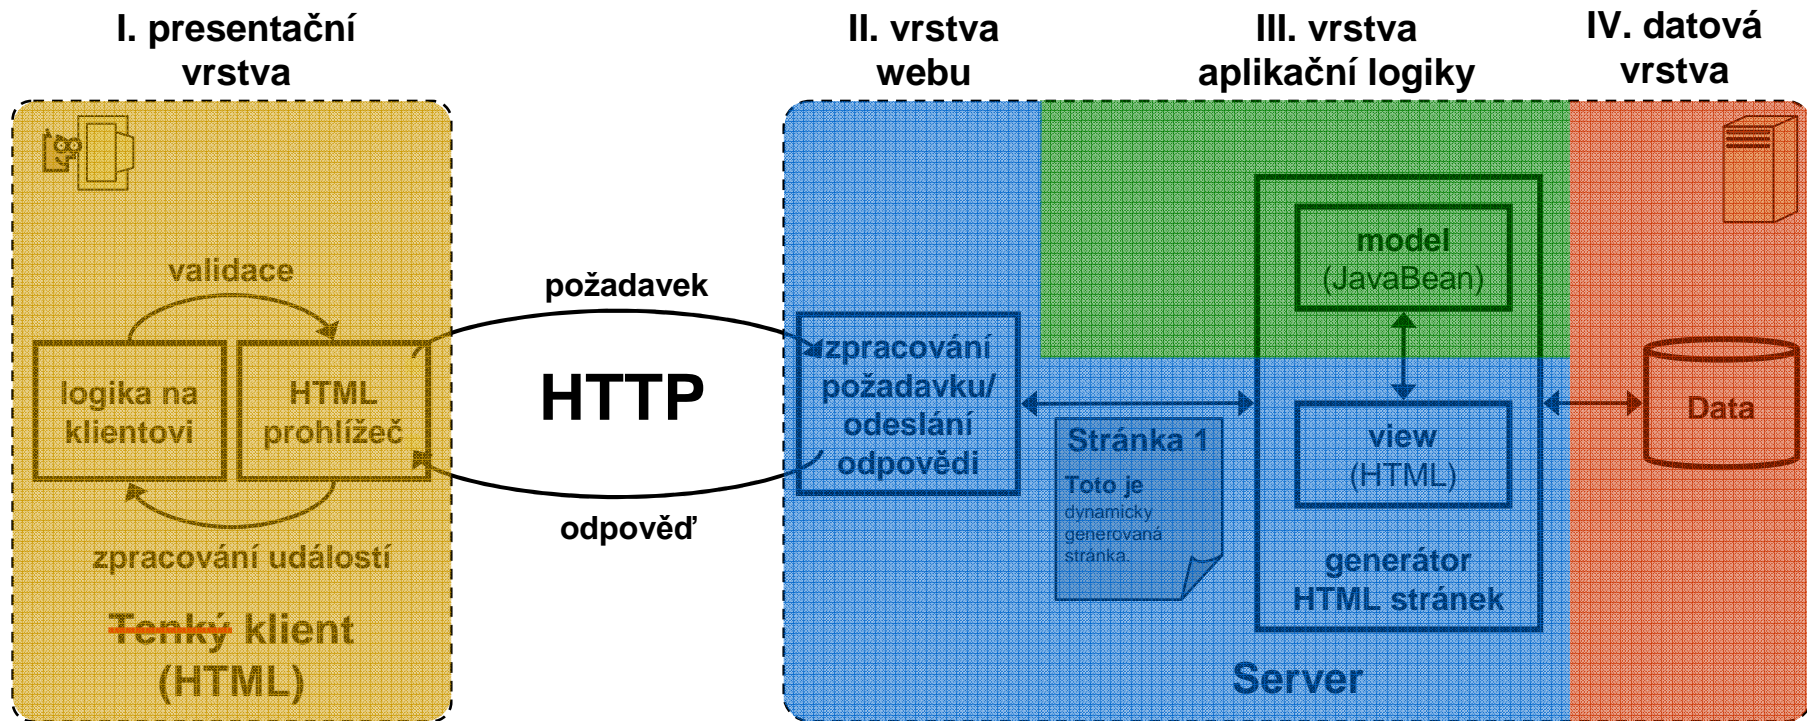 I. presentační
vrstva
II. vrstva
webu
III. vrstva
aplikační logiky
IV. datová
vrstva
validace
logika na
klientovi
HTML
prohlížeč
zpracování událostí
Tenký klient
(HTML)
požadavek
HTTP
odpověď
zpracování
požadavku/
odeslání
odpovědi
Stránka 1
Toto je
dynamicky
generovaná
stránka.
model
(JavaBean)
view
(HTML)
generátor
HTML stránek
Server
Data